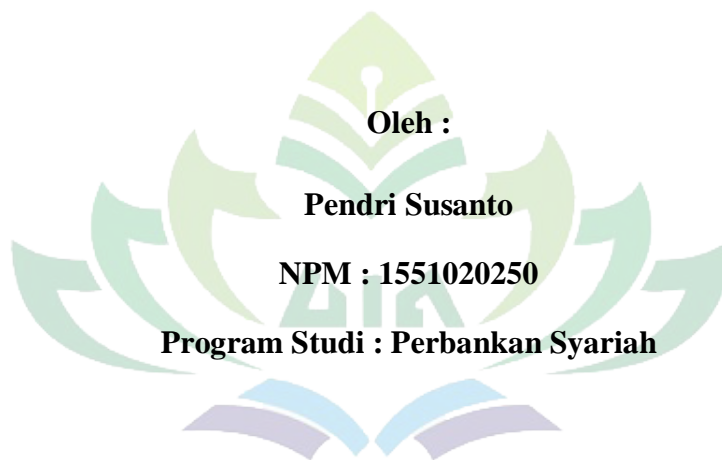 Oleh :
Pendri Susanto
NPM : 1551020250
Program Studi : Perbankan Syariah